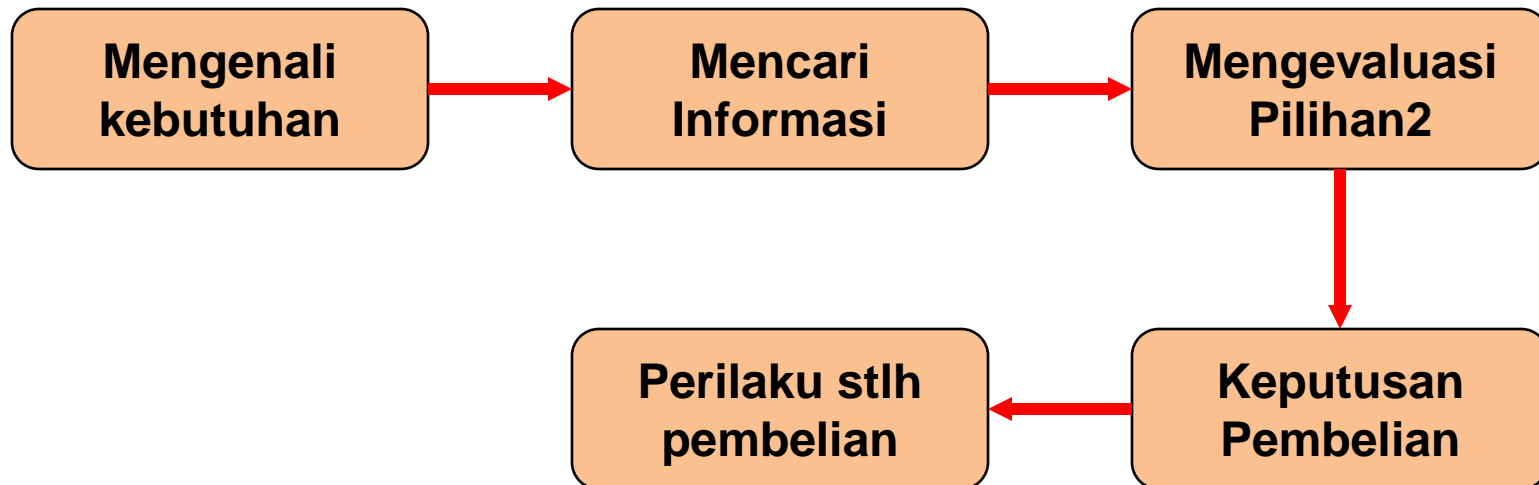 Mengenali
kebutuhan
Mencari
Informasi
Mengevaluasi
Pilihan2
Keputusan
Pembelian
Perilaku stlh
pembelian